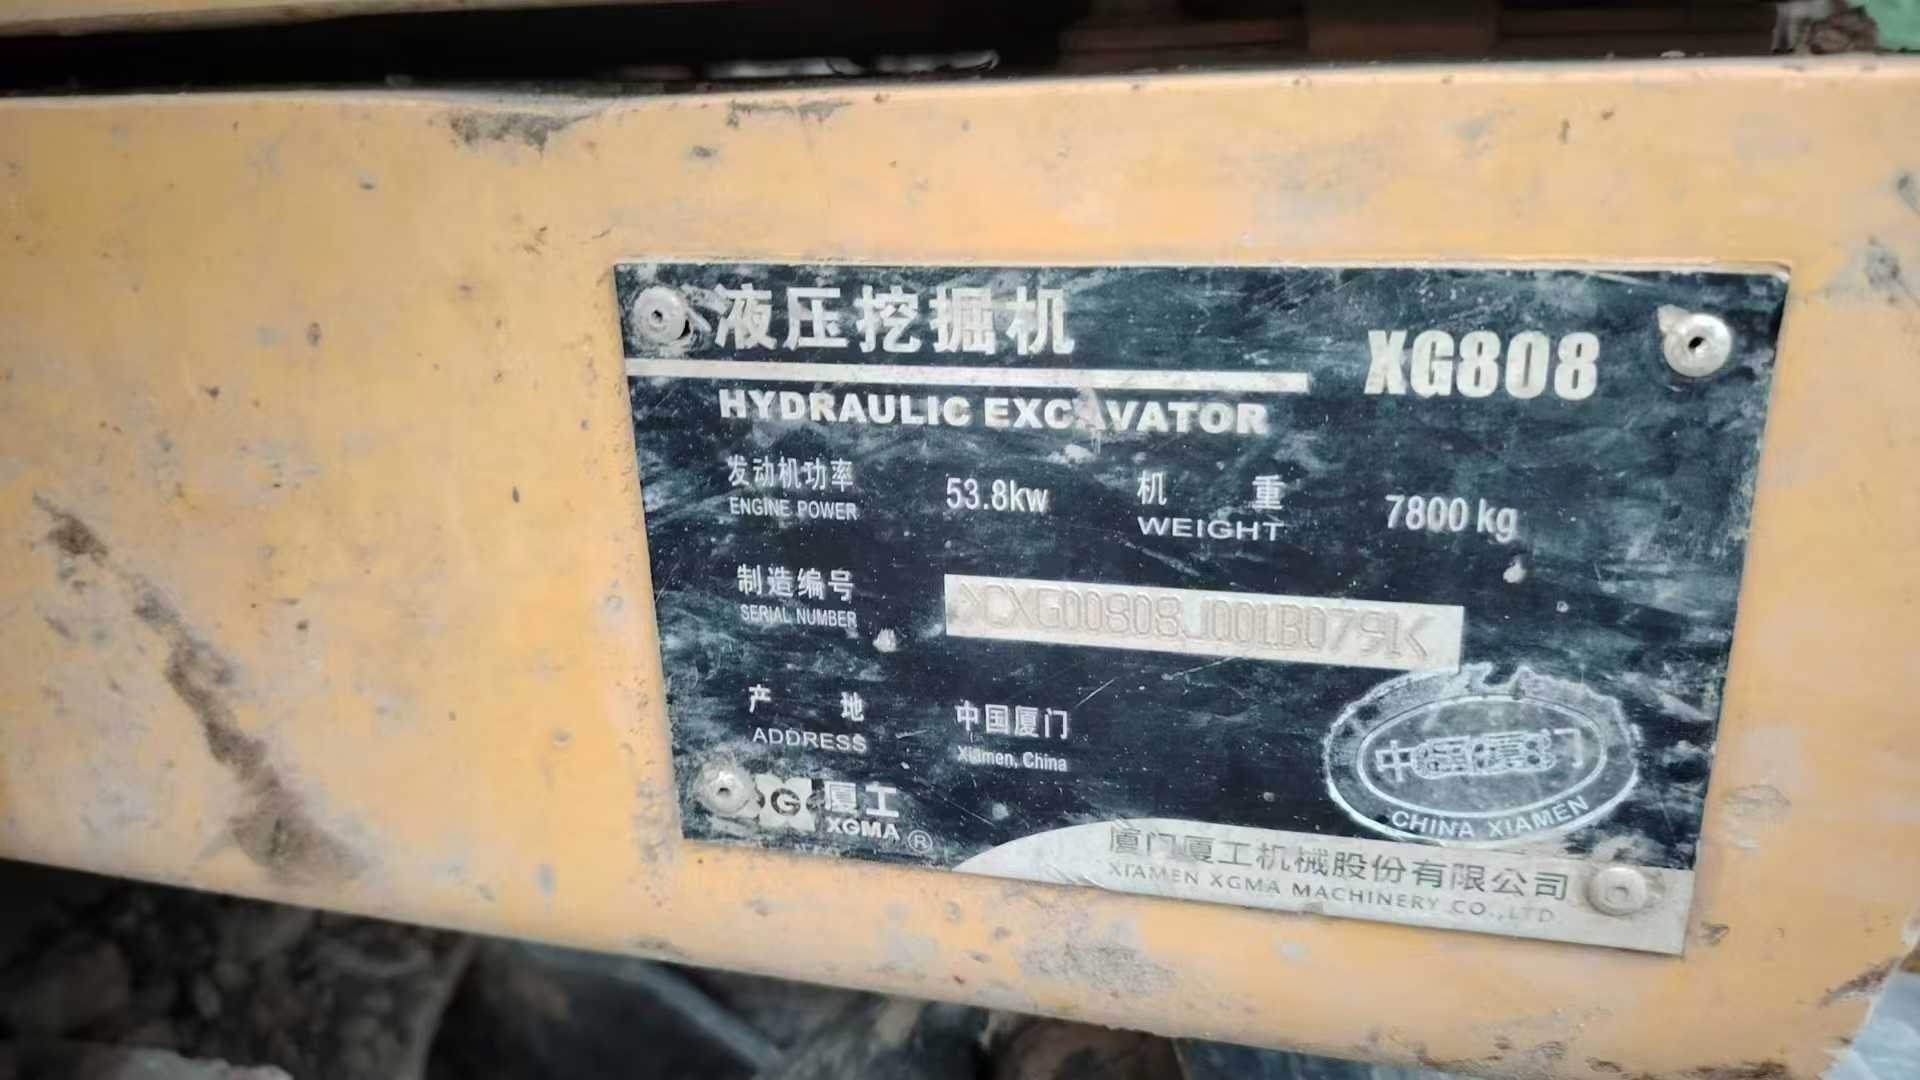 液压挖掘机
XG808
HYDRAULIC EXCAVATOR
发动机功率 53.8kw 机 重 7800 kg
ENGINE POWER WEIGHT
制造编号
SERIAL NUMBER
产 地 中国厦门
ADDRESS Xiamen, China
G 厦工
XGMA ®
中国厦门
CHINA XIAMEN
厦门厦工机械股份有限公司
XIAMEN XGMA MACHINERY CO.,LTD